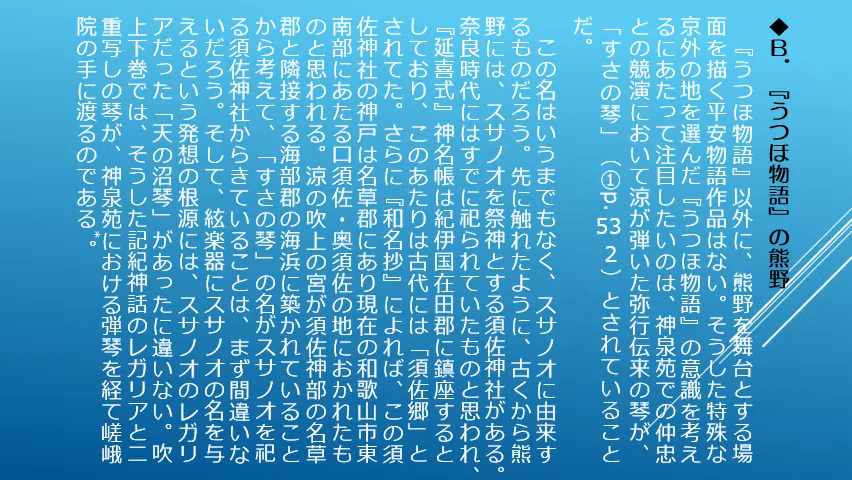 ◆B．『うつほ物語』の熊野
『うつほ物語』以外に、熊野を舞台とする場
面を描く平安物語作品はない。そうした特殊な
京外の地を選んだ『うつほ物語』の意識を考え
るにあたって注目したいのは、神泉苑での仲忠
との競演において涼が弾いた弥行伝来の琴が、
「すさの琴」（①p.532）とされていること
だ。
この名はいうまでもなく、スサノオに由来す
るものだろう。先に触れたように、古くから熊
野には、スサノオを祭神とする須佐神社がある。
奈良時代にはすでに祀られていたものと思われ、
『延喜式』神名帳は紀伊国在田郡に鎮座すると
しており、このあたりは古代には「須佐郷」と
されてた。さらに『和名抄』によれば、この須
佐神社の神戸は名草郡にあり現在の和歌山市東
南部にあたる口須佐・奥須佐の地におかれたも
のと思われる。涼の吹上の宮が須佐神部の名草
郡と隣接する海部郡の海浜に築かれていること
から考えて、「すさの琴」の名がスサノオを祀
る須佐神社からきていることは、まず間違いな
いだろう。そして、絃楽器にスサノオの名を与
えるという発想の根源には、スサノオのレガリ
アだった「天の沼琴」があったに違いない。吹
上下巻では、そうした記紀神話のレガリアと二
重写しの琴が、神泉苑における弾琴を経て嵯峨
院の手に渡るのである。*